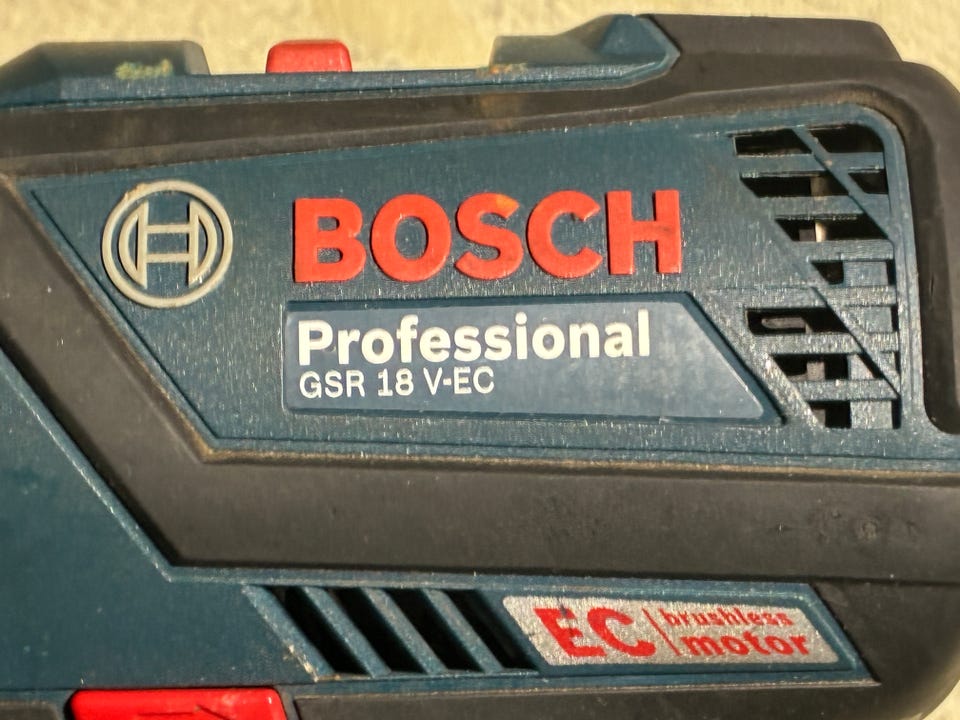 BOSCH
Professional
GSR 18 V-EC
EC brushless
motor